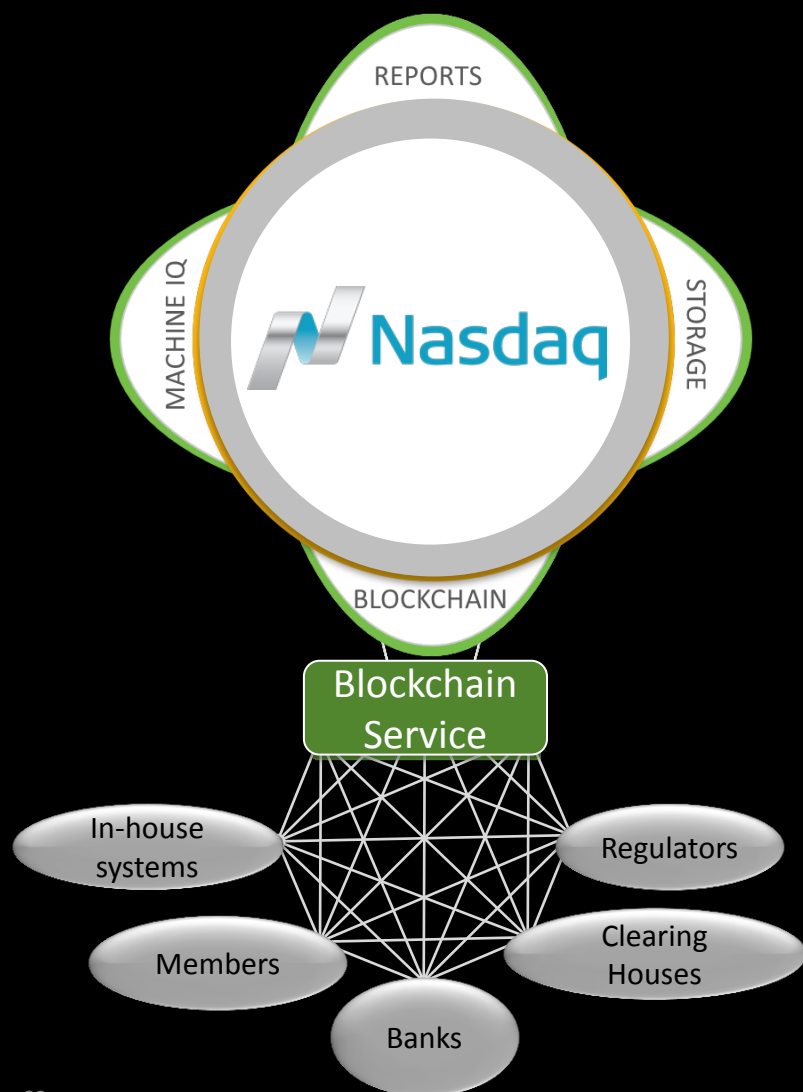 REPORTS
MACHINE IQ
STORAGE
Nasdaq
BLOCKCHAIN
Blockchain
Service
In-house
systems
Regulators
Members
Clearing
Houses
Banks